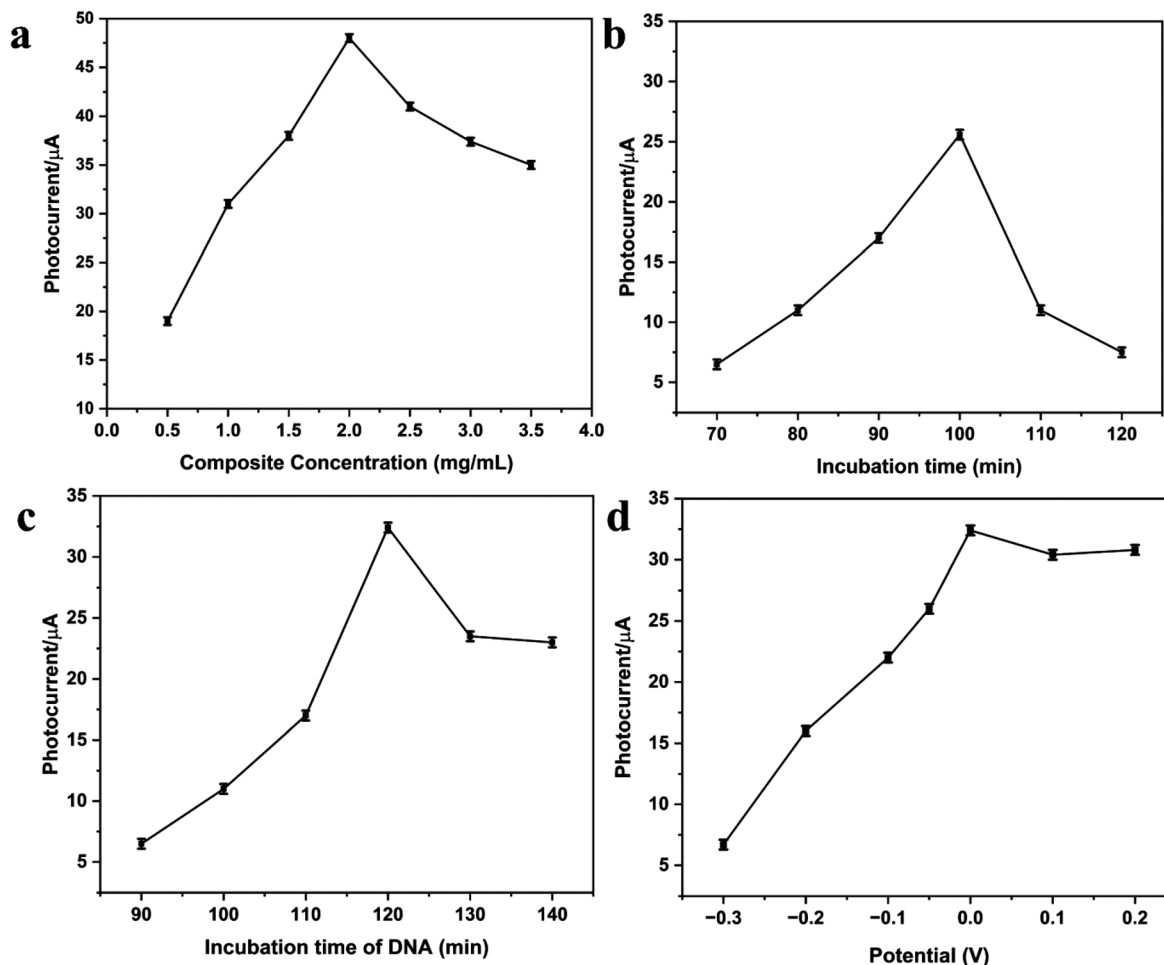 a
Photocurrent/μA
50
45
40
35
30
25
20
15
10
0.0 0.5 1.0 1.5 2.0 2.5 3.0 3.5 4.0
Composite Concentration (mg/mL)
b
Photocurrent/μA
35
30
25
20
15
10
5
70 80 90 100 110 120
Incubation time (min)
c
Photocurrent/μA
35
30
25
20
15
10
5
90 100 110 120 130 140
Incubation time of DNA (min)
d
Photocurrent/μA
35
30
25
20
15
10
5
−0.3 −0.2 −0.1 0.0 0.1 0.2
Potential (V)